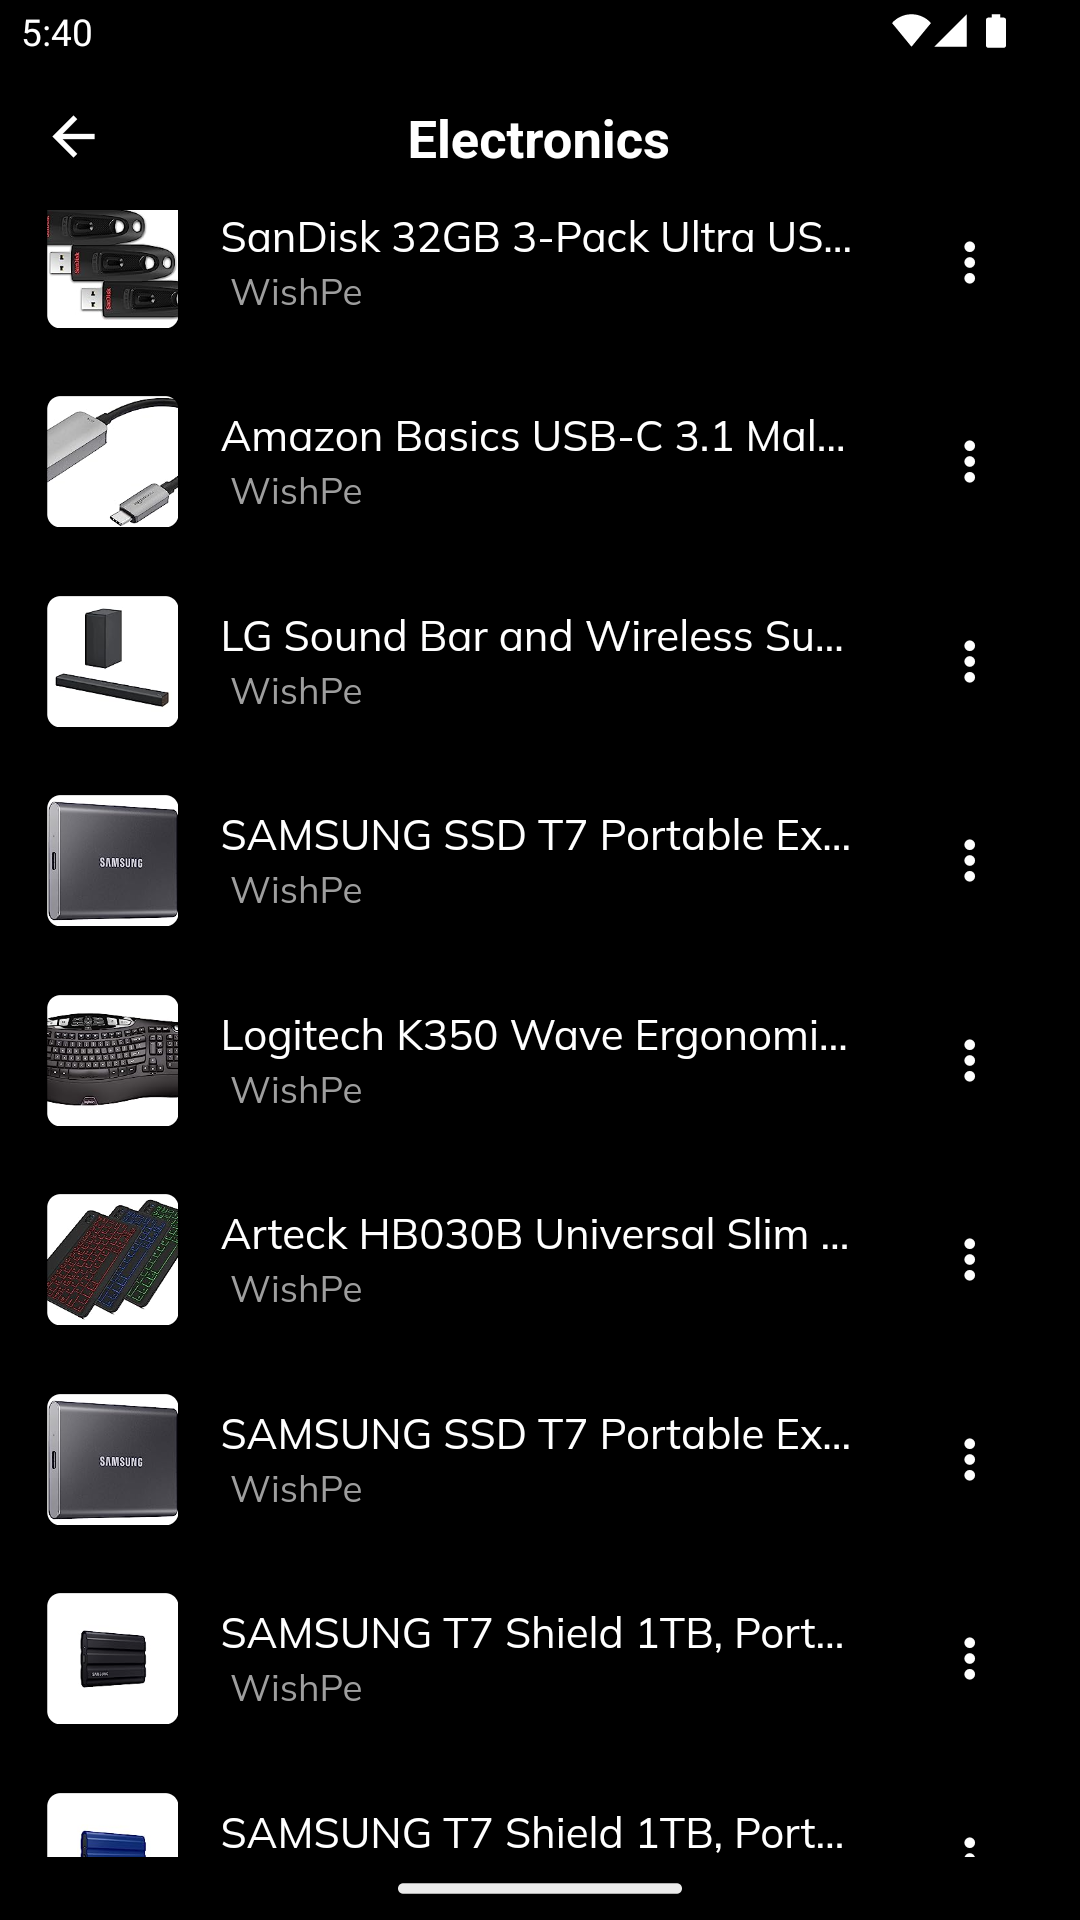 5:40
Electronics
SanDisk 32GB 3-Pack Ultra US...
WishPe
Amazon Basics USB-C 3.1 Mal...
WishPe
LG Sound Bar and Wireless Su...
WishPe
SAMSUNG
SAMSUNG SSD T7 Portable Ex...
WishPe
Logitech K350 Wave Ergonomi...
WishPe
Arteck HB030B Universal Slim ...
WishPe
SAMSUNG
SAMSUNG SSD T7 Portable Ex...
WishPe
SAMSUNG T7 Shield 1TB, Port...
WishPe
SAMSUNG T7 Shield 1TB, Port...